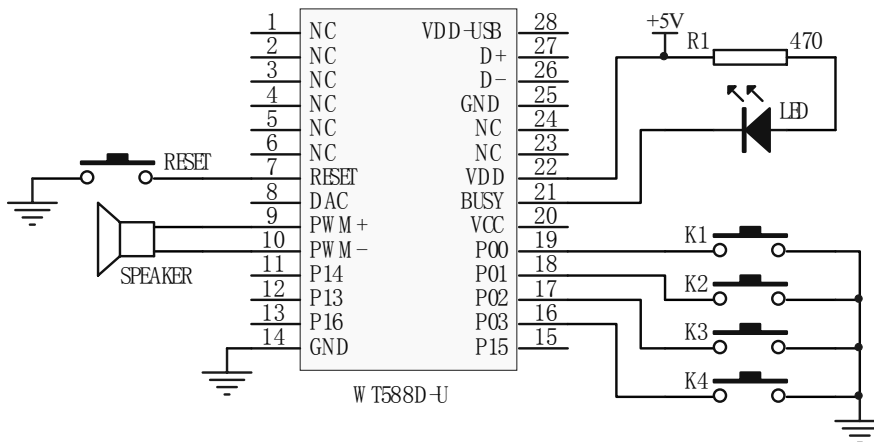 1 NC VDD-USB 28 +5V
2 NC D+ 27 R1 470
3 NC D- 26
4 NC GND 25
5 NC NC 24 LED
6 NC NC 23
RESET 7 RESET VDD 22
8 DAC BUSY 21
9 PWM+ VCC 20
10 PWM- P00 19 K1
SPEAKER 11 P14 P01 18
12 P13 P02 17 K2
13 P16 P03 16 K3
14 GND P15 15
K4
WT588D-U